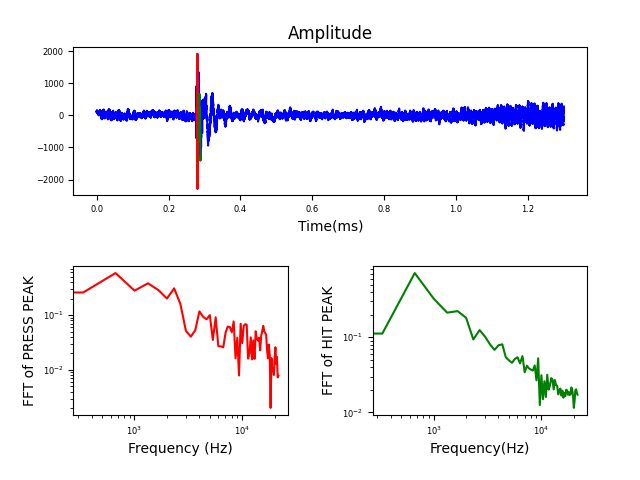 Amplitude
2000
1000
0
−1000
−2000
0.0 0.2 0.4 0.6 0.8 1.0 1.2
Time(ms)
FFT of PRESS PEAK
10⁻¹
10⁻²
10³ 10⁴
Frequency (Hz)
FFT of HIT PEAK
10⁻¹
10⁻²
10³ 10⁴
Frequency(Hz)